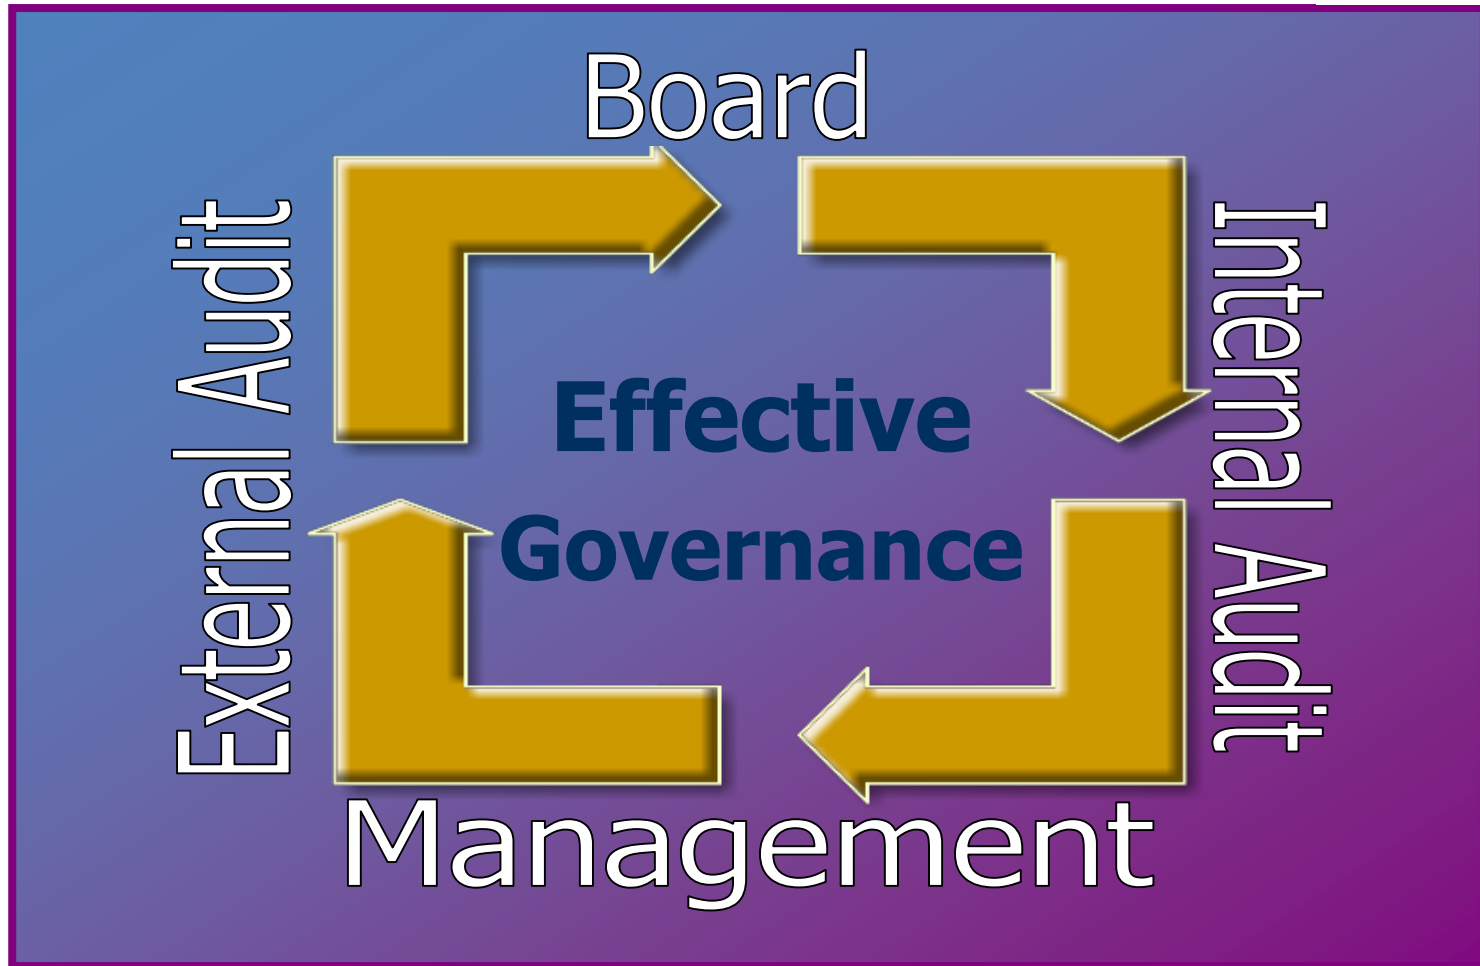 Board
External Audit
Internal Audit
Effective
Governance
Management